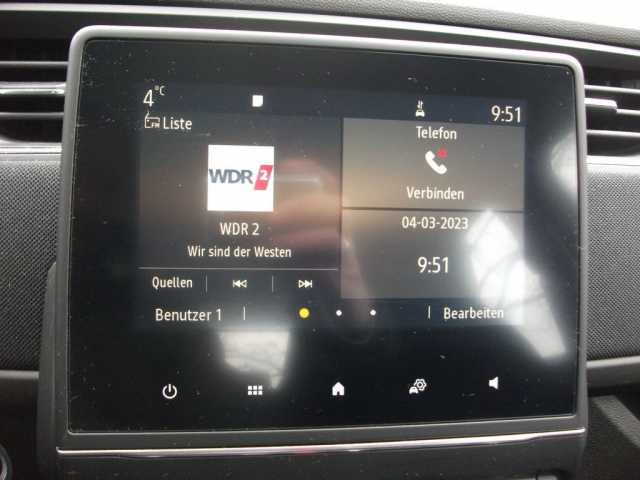 4°C
9:51
FM Liste
Telefon
WDR 2
Verbinden
WDR 2
04-03-2023
Wir sind der Westen
9:51
Quellen
Benutzer 1
Bearbeiten